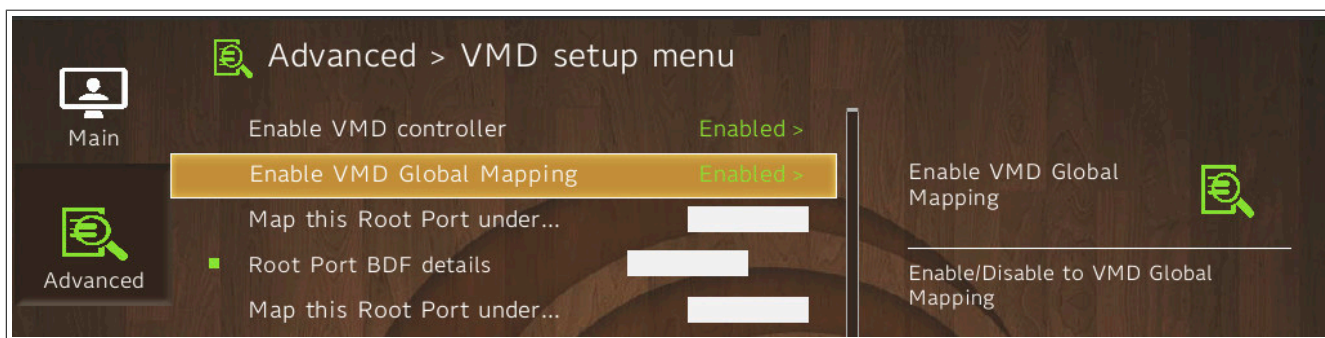 Advanced > VMD setup menu
Main
Enable VMD controller Enabled >
Enable VMD Global Mapping Enabled >
Map this Root Port under...
Root Port BDF details
Map this Root Port under...
Advanced
Enable VMD Global
Mapping
Enable/Disable to VMD Global
Mapping